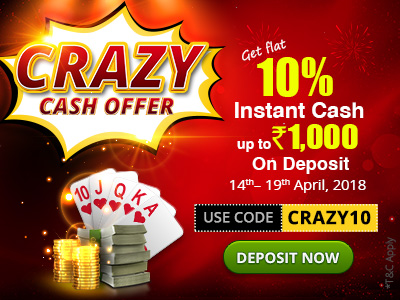 CRAZY
CASH OFFER
Get flat
10%
Instant Cash
up to ₹1,000
On Deposit
14th– 19th April, 2018
USE CODE CRAZY10
DEPOSIT NOW
*T&C Apply
10 J Q K A